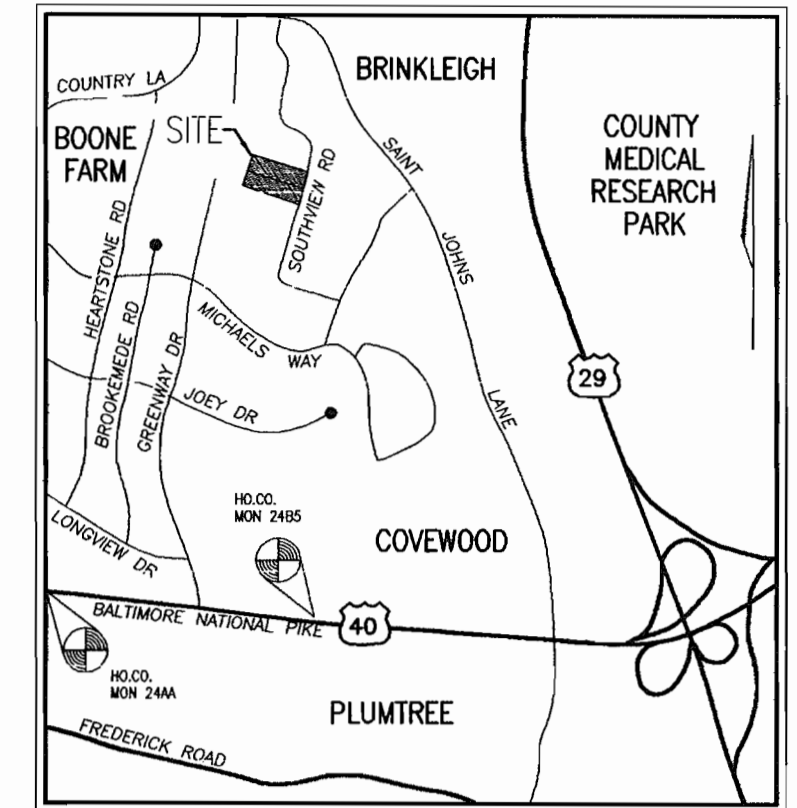 COUNTRY LA
BRINKLEIGH
BOONE
FARM
SITE
COUNTY
MEDICAL
RESEARCH
PARK
SAINT
JOHNS
LANE
SOUTHVIEW RD
HEARTSTONE RD
BROOKEMEDE RD
GREENWAY DR
MICHAELS WAY
JOEY DR
29
HO.CO.
MON 24B5
COVEWOOD
LONGVIEW DR
BALTIMORE NATIONAL PIKE
40
HO.CO.
MON 24AA
PLUMTREE
FREDERICK ROAD